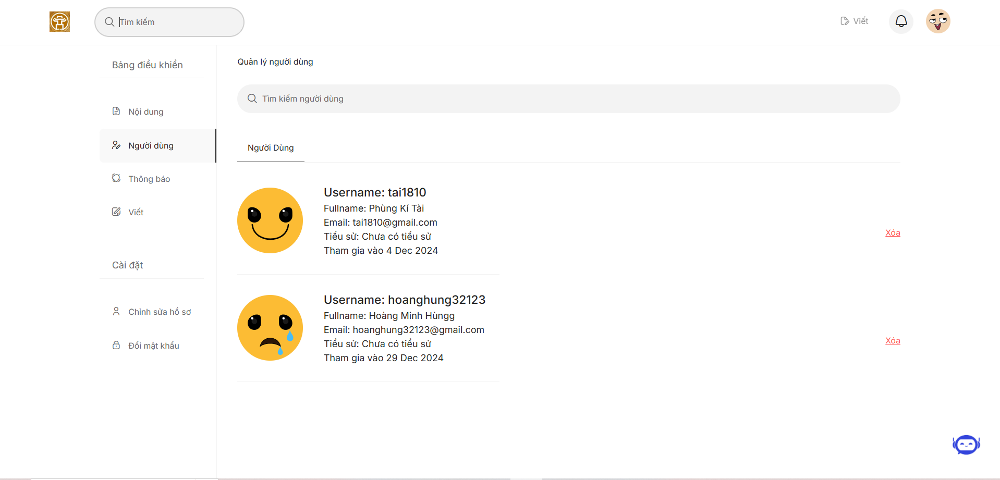 Tìm kiếm
Viết
Bảng điều khiển
Nội dung
Người dùng
Thông báo
Viết
Cài đặt
Chỉnh sửa hồ sơ
Đổi mật khẩu
Quản lý người dùng
Tìm kiếm người dùng
Người Dùng
Username: tai1810
Fullname: Phùng Kí Tài
Email: tai1810@gmail.com
Tiểu sử: Chưa có tiểu sử
Tham gia vào 4 Dec 2024
Xóa
Username: hoanghung32123
Fullname: Hoàng Minh Hùngg
Email: hoanghung32123@gmail.com
Tiểu sử: Chưa có tiểu sử
Tham gia vào 29 Dec 2024
Xóa